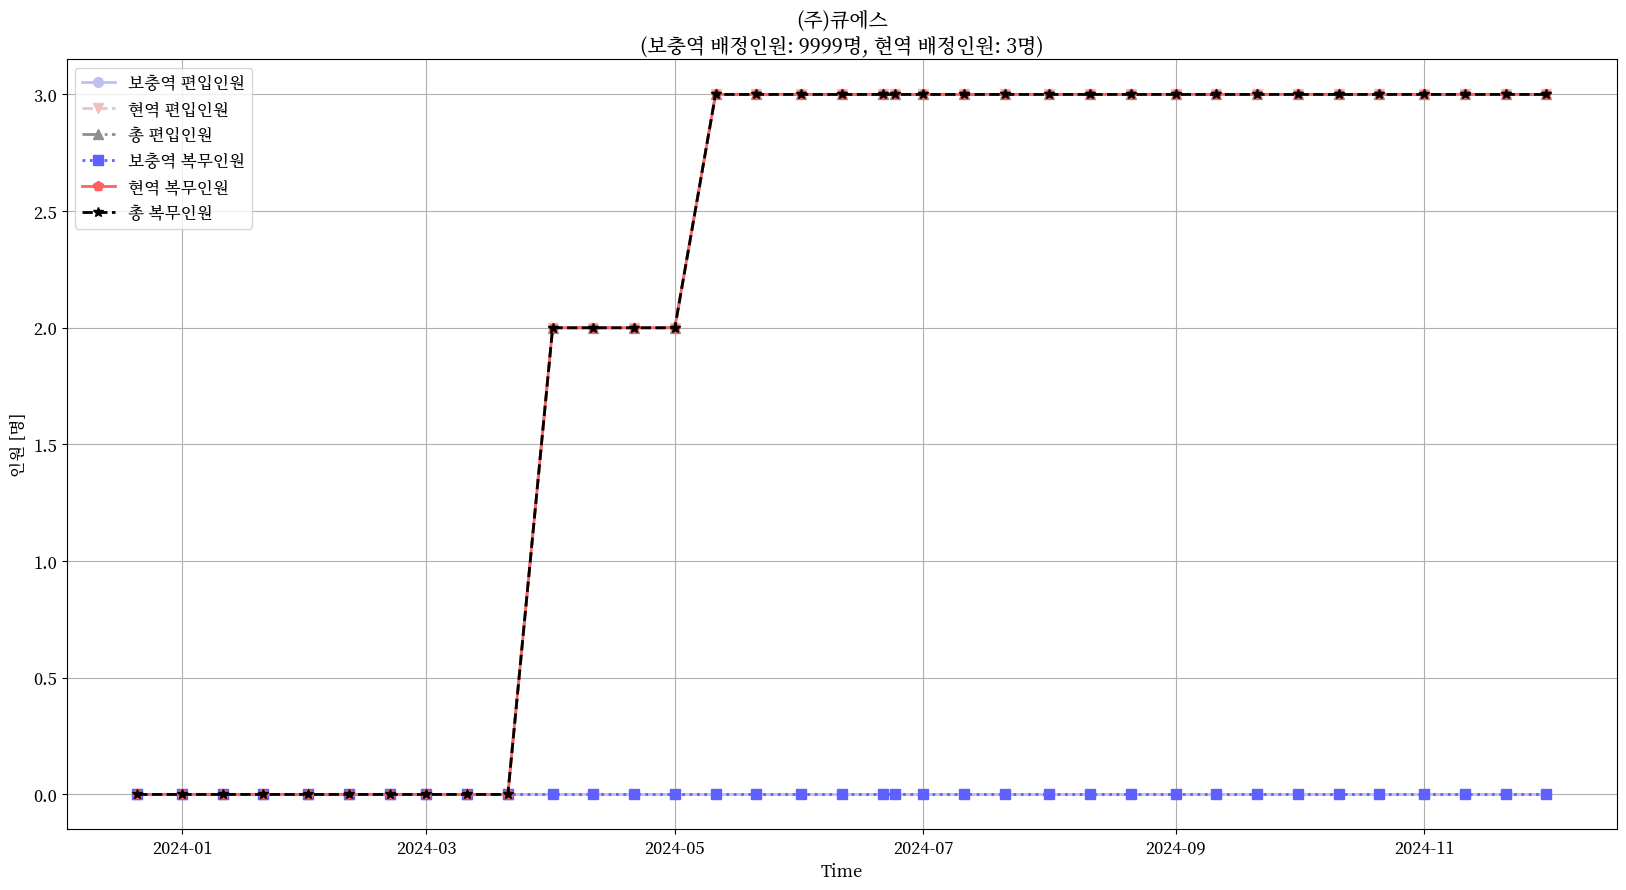 (주)큐에스
(보충역 배정인원: 9999명, 현역 배정인원: 3명)
보충역 편입인원
현역 편입인원
총 편입인원
보충역 복무인원
현역 복무인원
총 복무인원
인원 [명]
3.0
2.5
2.0
1.5
1.0
0.5
0.0
2024-01 2024-03 2024-05 2024-07 2024-09 2024-11
Time